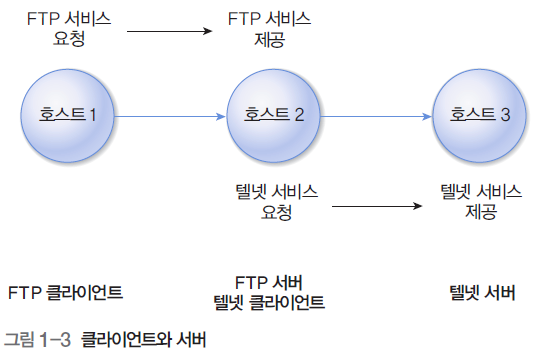 FTP 서비스
요청
FTP 서비스
제공
호스트 1
호스트 2
호스트 3
텔넷 서비스
요청
텔넷 서비스
제공
FTP 클라이언트
FTP 서버
텔넷 클라이언트
텔넷 서버
그림 1-3 클라이언트와 서버